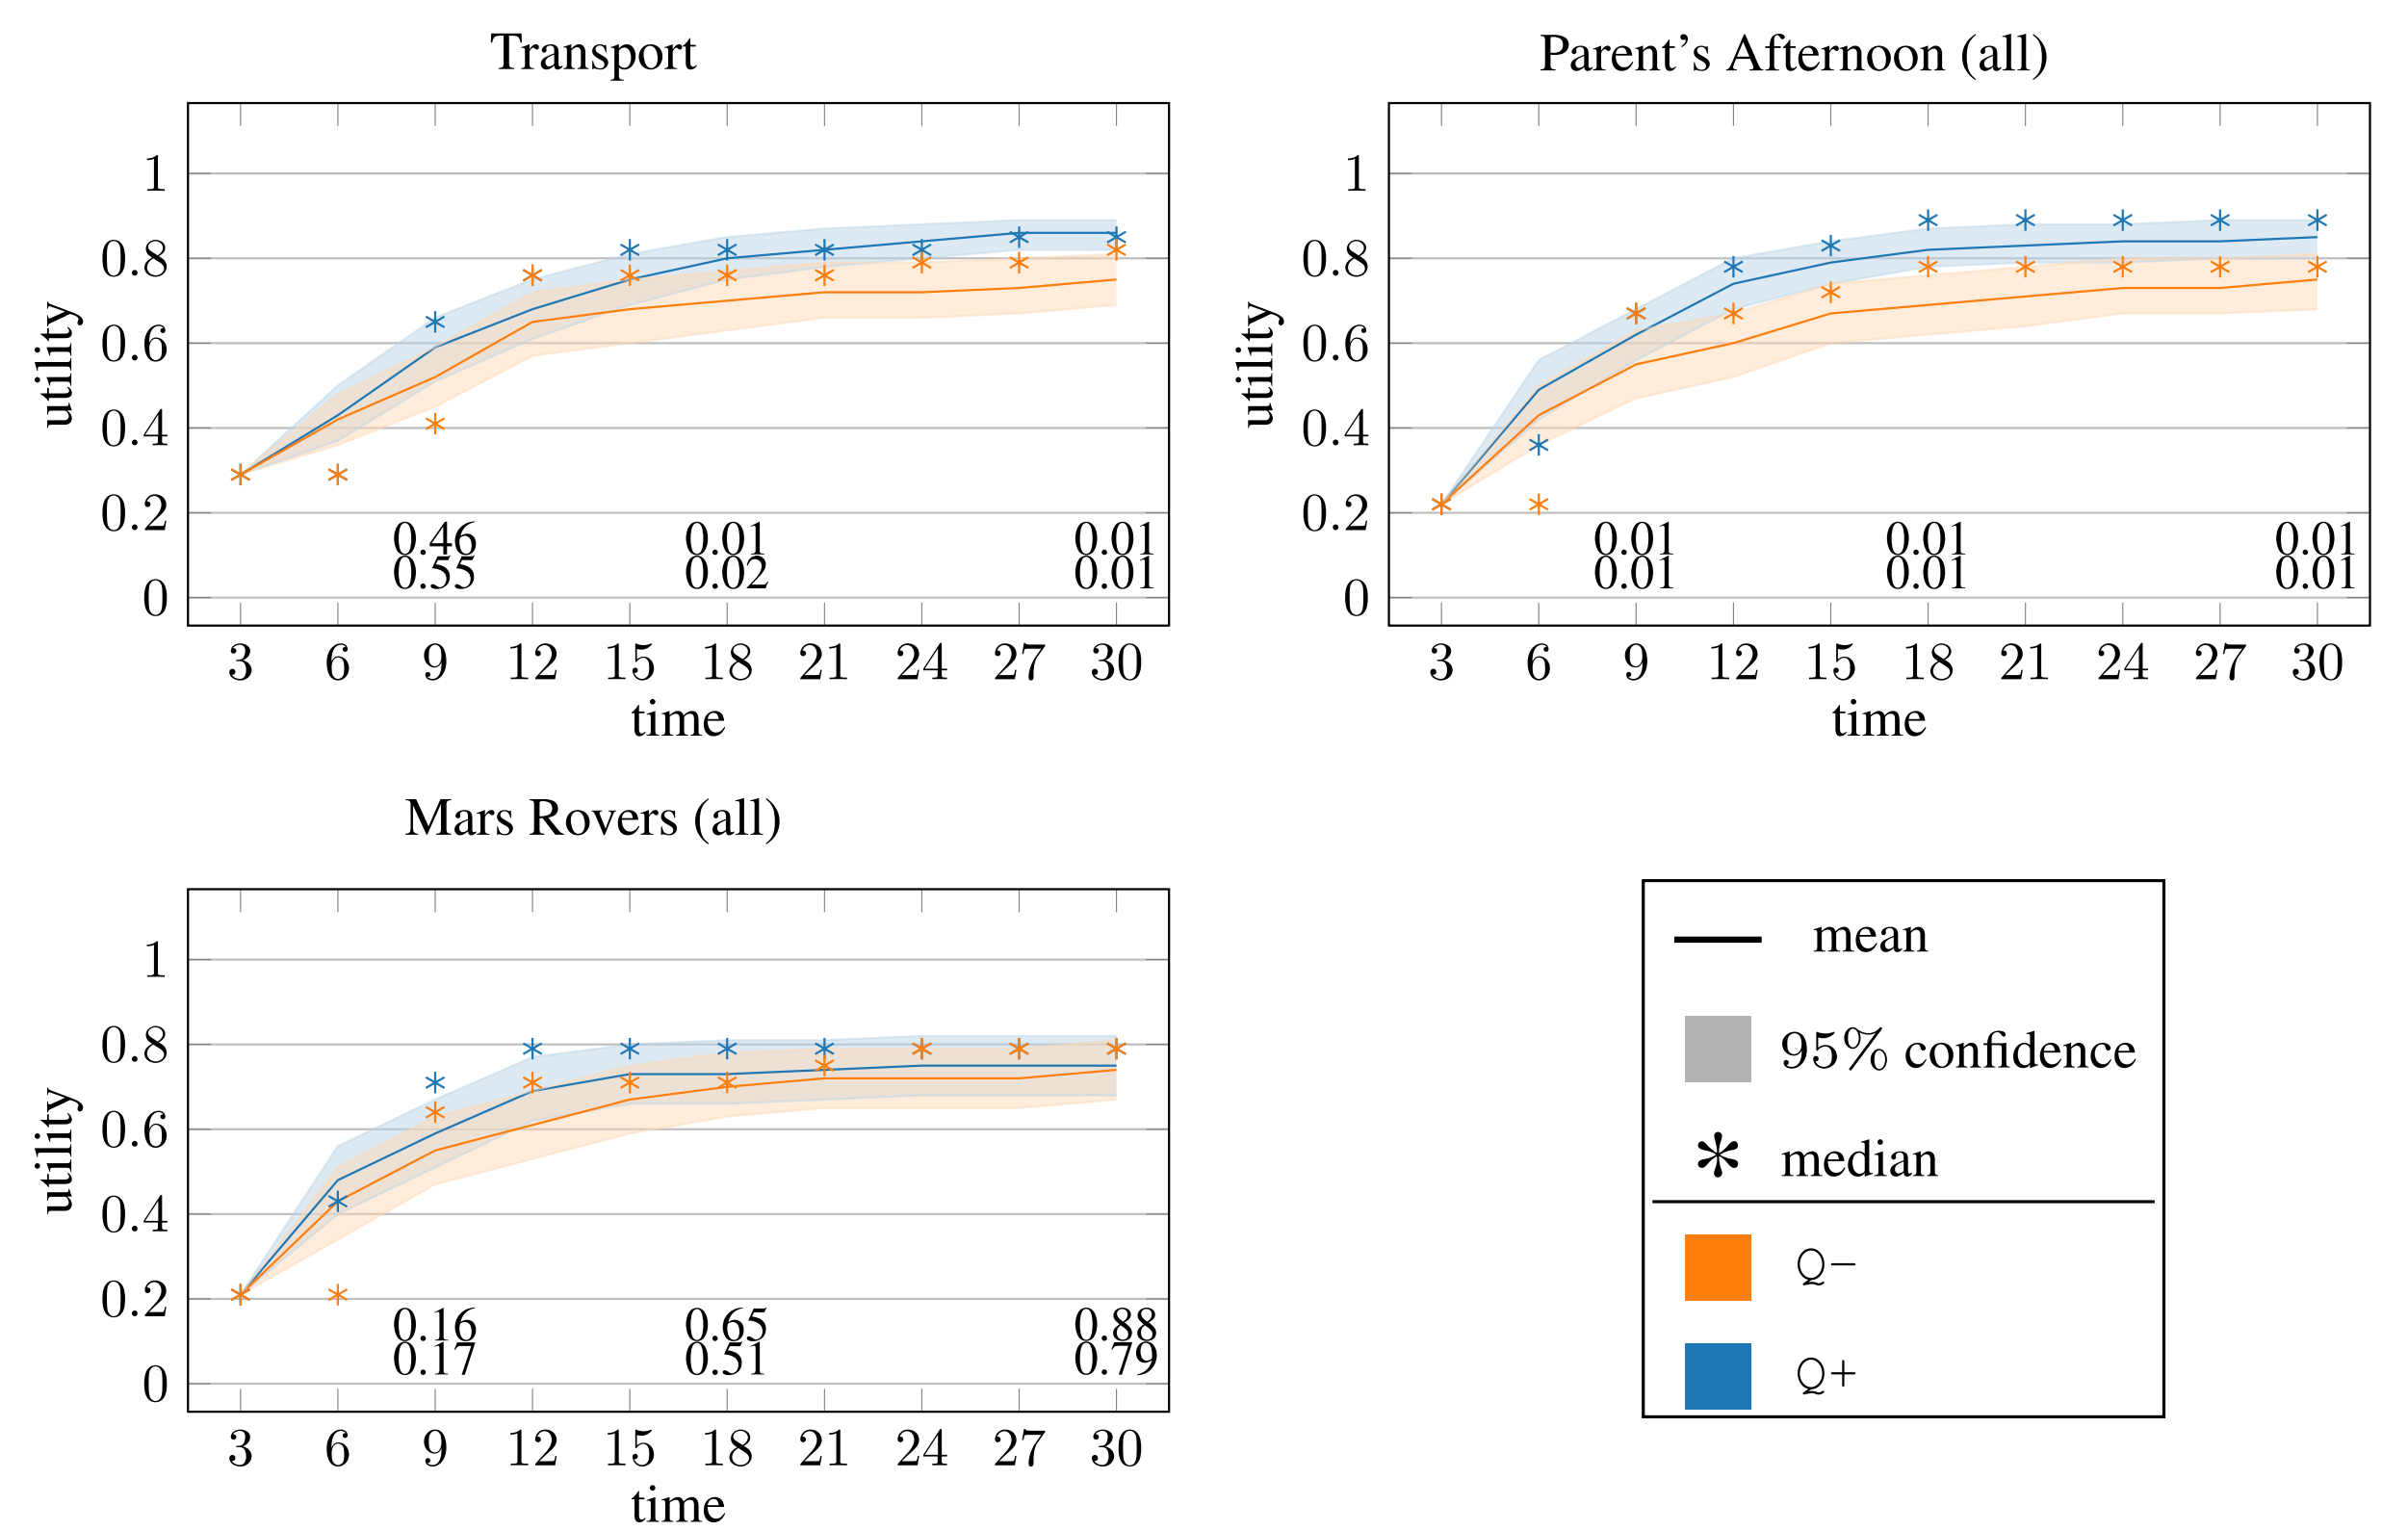 Transport
1
0.8
0.6
0.4
0.2
0
utility
0.46 0.01 0.01
0.55 0.02 0.01
3 6 9 12 15 18 21 24 27 30
time
Parent's Afternoon (all)
1
0.8
0.6
0.4
0.2
0
utility
0.01 0.01 0.01
0.01 0.01 0.01
3 6 9 12 15 18 21 24 27 30
time
Mars Rovers (all)
1
0.8
0.6
0.4
0.2
0
utility
0.16 0.65 0.88
0.17 0.51 0.79
3 6 9 12 15 18 21 24 27 30
time
mean
95% confidence
median
Q−
Q+